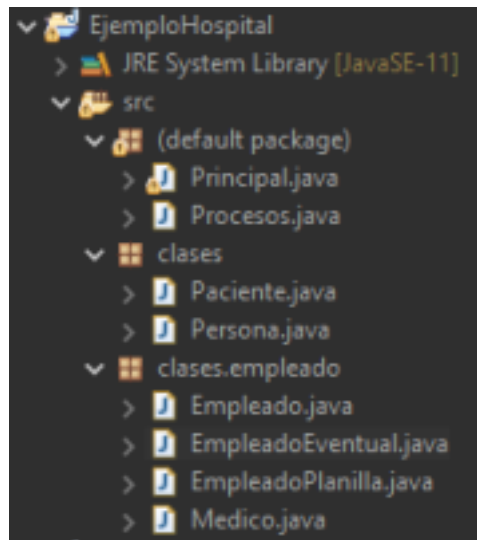 EjemploHospital
JRE System Library [JavaSE-11]
src
(default package)
Principal.java
Procesos.java
clases
Paciente.java
Persona.java
clases.empleado
Empleado.java
EmpleadoEventual.java
EmpleadoPlanilla.java
Medico.java